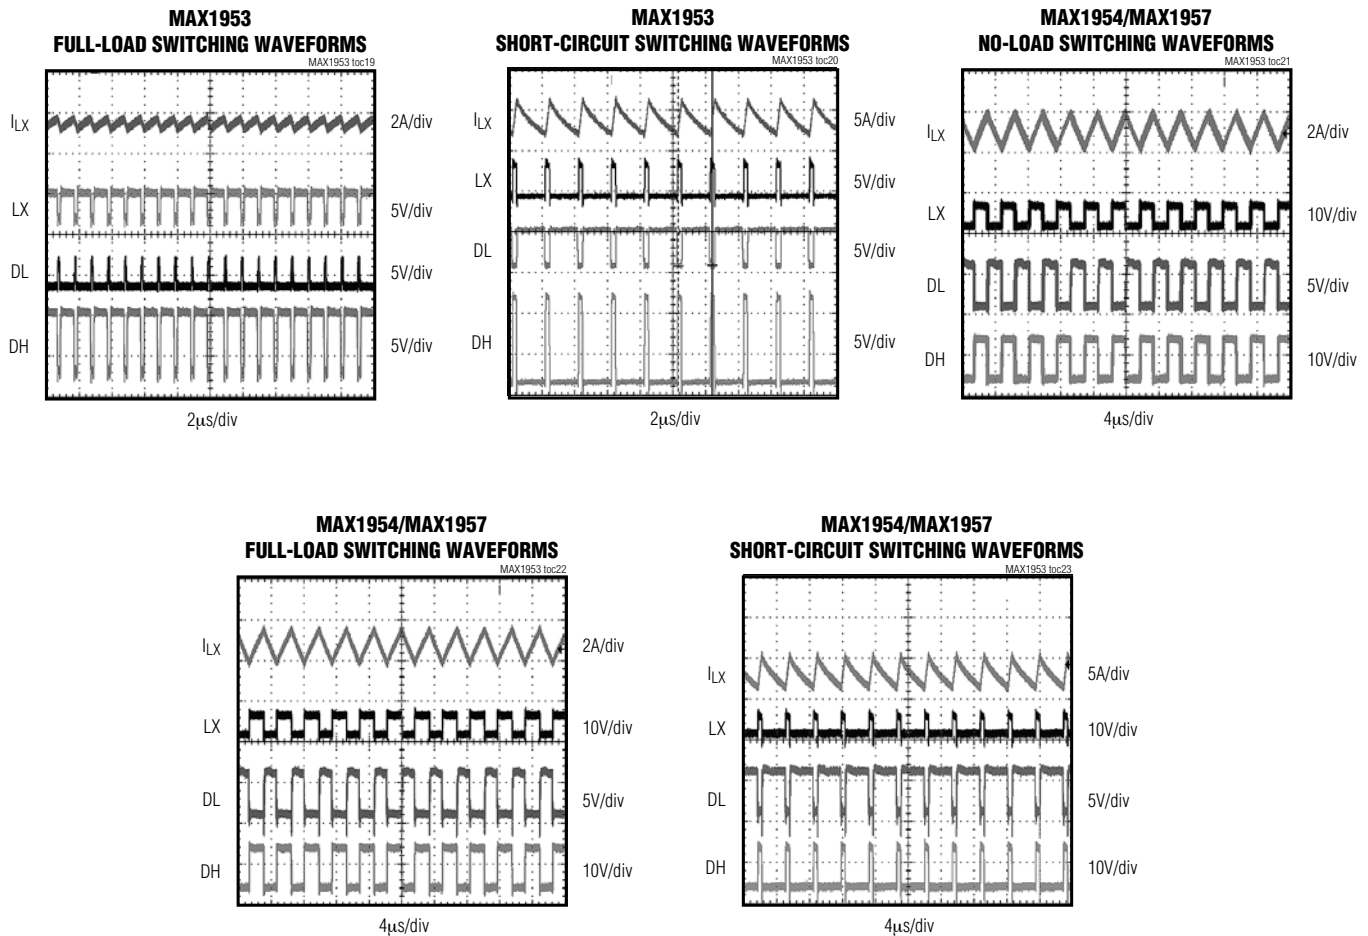 MAX1953
FULL-LOAD SWITCHING WAVEFORMS
MAX1953 toc19
ILX
2A/div
LX
5V/div
DL
5V/div
DH
5V/div
2μs/div
MAX1953
SHORT-CIRCUIT SWITCHING WAVEFORMS
MAX1953 toc20
ILX
5A/div
LX
5V/div
DL
5V/div
DH
5V/div
2μs/div
MAX1954/MAX1957
NO-LOAD SWITCHING WAVEFORMS
MAX1953 toc21
ILX
2A/div
LX
10V/div
DL
5V/div
DH
10V/div
4μs/div
MAX1954/MAX1957
FULL-LOAD SWITCHING WAVEFORMS
MAX1953 toc22
ILX
2A/div
LX
10V/div
DL
5V/div
DH
10V/div
4μs/div
MAX1954/MAX1957
SHORT-CIRCUIT SWITCHING WAVEFORMS
MAX1953 toc23
ILX
5A/div
LX
10V/div
DL
5V/div
DH
10V/div
4μs/div